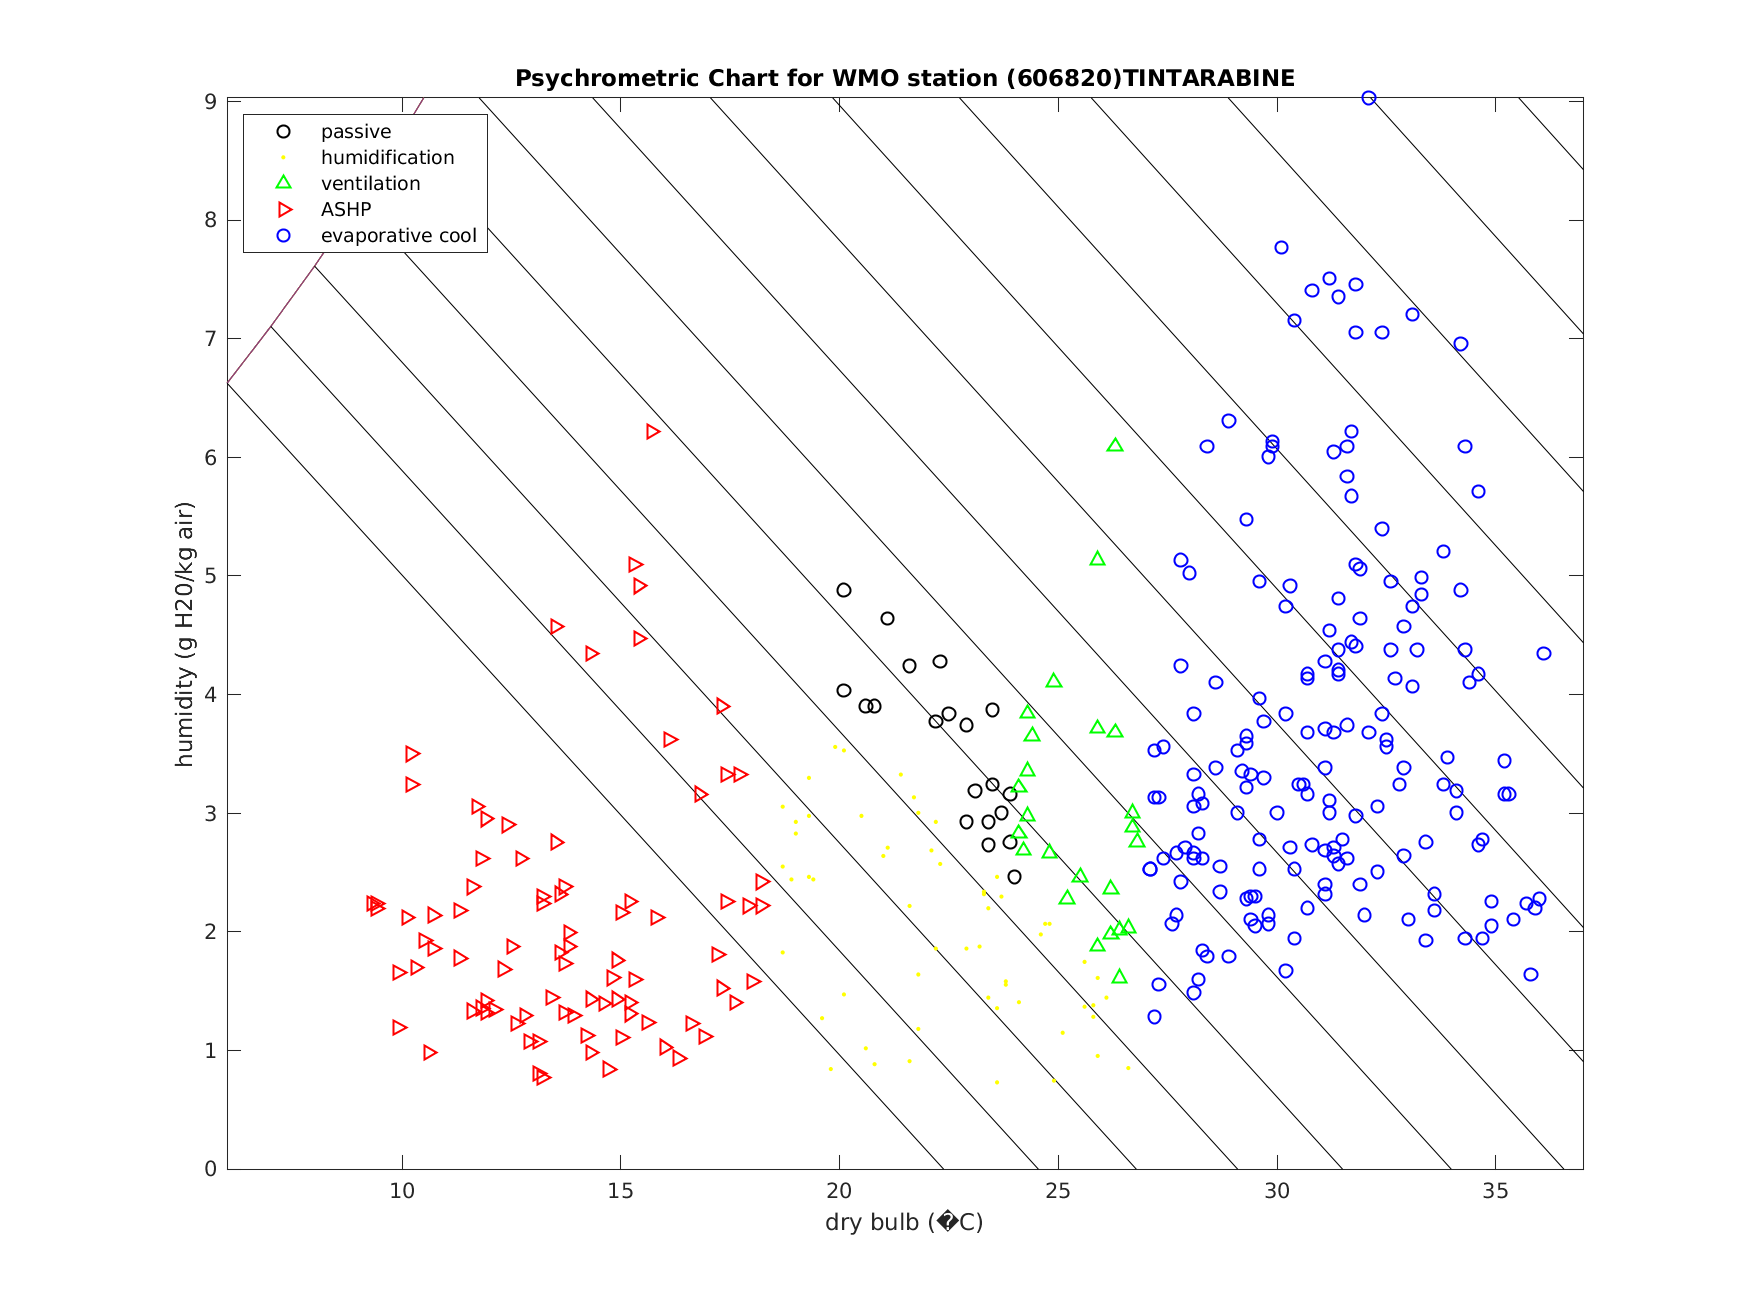 Psychrometric Chart for WMO station (606820)TINTARABINE
passive
humidification
ventilation
ASHP
evaporative cool
humidity (g H20/kg air)
9
8
7
6
5
4
3
2
1
0
10 15 20 25 30 35
dry bulb (�C)